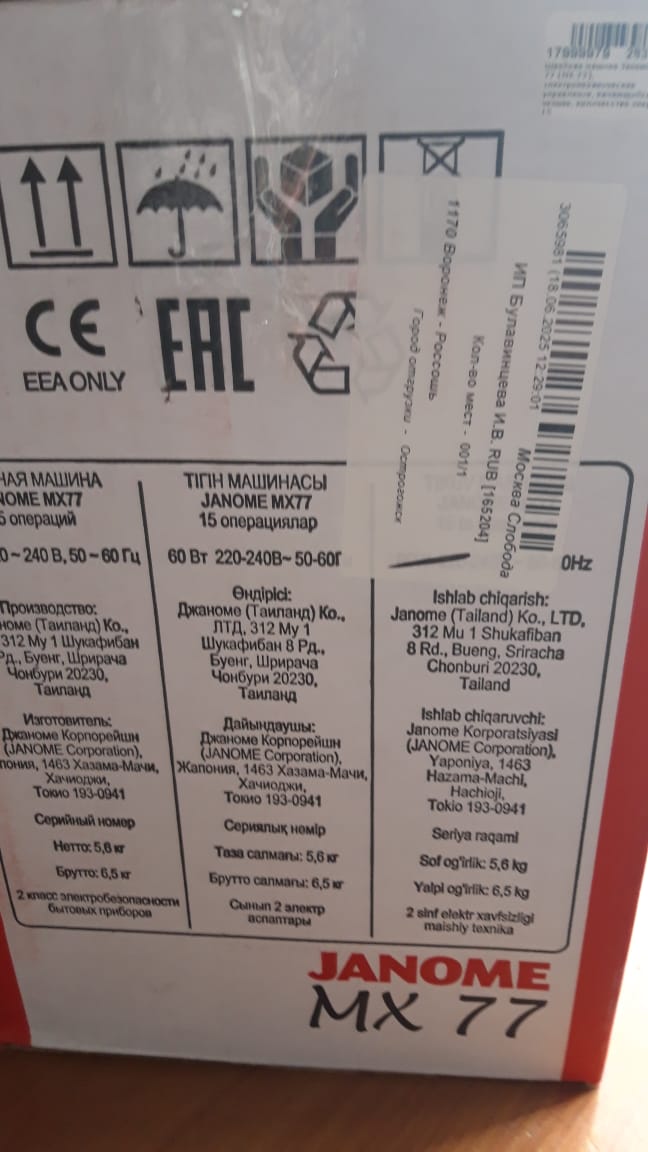 17999979
77 (MX 77),
CE
EEA ONLY
EAC
3065981 (18.06.2025 12:29:01
Москва Слобода
ИП Булавинцева И.В. RUB [165204]
Кол-во мест - 001/1
1170 Воронеж - Россошь
Город отгрузки - Острогожск
НАЯ МАШИНА
NOME MX77
5 операций
0~240 В, 50~60 Гц
Производство:
номе (Таиланд) Ко.,
312 Му 1 Шукафибан
Рд., Буенг, Шрирача
Чонбури 20230,
Таиланд
Изготовитель:
Джаноме Корпорейшн
(JANOME Corporation),
пония, 1463 Хазама-Мачи,
Хачиоджи,
Токио 193-0941
Серийный номер
Нетто: 5,6 кг
Брутто: 6,5 кг
2 класс электробезопасности
бытовых приборов
ТІГІН МАШИНАСЫ
JANOME MX77
15 операциялар
60 Вт 220-240В~ 50-60Г
Өндірісі:
Джаноме (Таиланд) Ко.,
ЛТД, 312 Му 1
Шукафибан 8 Рд.,
Буенг, Шрирача
Чонбури 20230,
Таиланд
Дайындаушы:
Джаноме Корпорейшн
(JANOME Corporation),
Жапония, 1463 Хазама-Мачи,
Хачиоджи,
Токио 193-0941
Сериялық нөмір
Таза салмағы: 5,6 кг
Брутто салмағы: 6,5 кг
Сынып 2 электр
аспаптары
0Hz
Ishlab chiqarish:
Janome (Tailand) Ko., LTD,
312 Mu 1 Shukafiban
8 Rd., Bueng, Sriracha
Chonburi 20230,
Tailand
Ishlab chiqaruvchi:
Janome Korporatsiyasi
(JANOME Corporation),
Yaponiya, 1463
Hazama-Machi,
Hachioji,
Tokio 193-0941
Seriya raqami
Sof og'irlik: 5,6 kg
Yalpi og'irlik: 6,5 kg
2 sinf elektr xavfsizligi
maishiy texnika
JANOME
MX 77